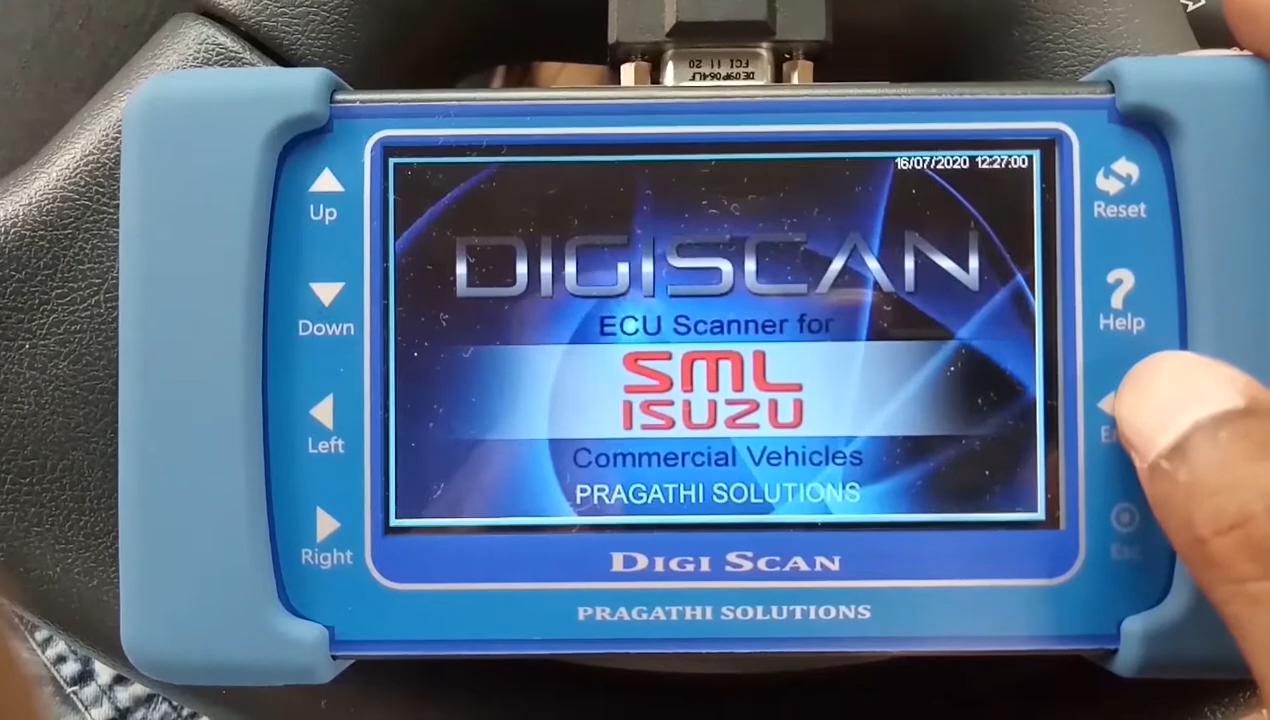 DE09P064LF
FCI 11 20
16/07/2020 12:27:00
Up
Reset
DIGISCAN
ECU Scanner for
Down
Help
SML
ISUZU
Left
Commercial Vehicles
PRAGATHI SOLUTIONS
Right
Esc
DIGI SCAN
PRAGATHI SOLUTIONS